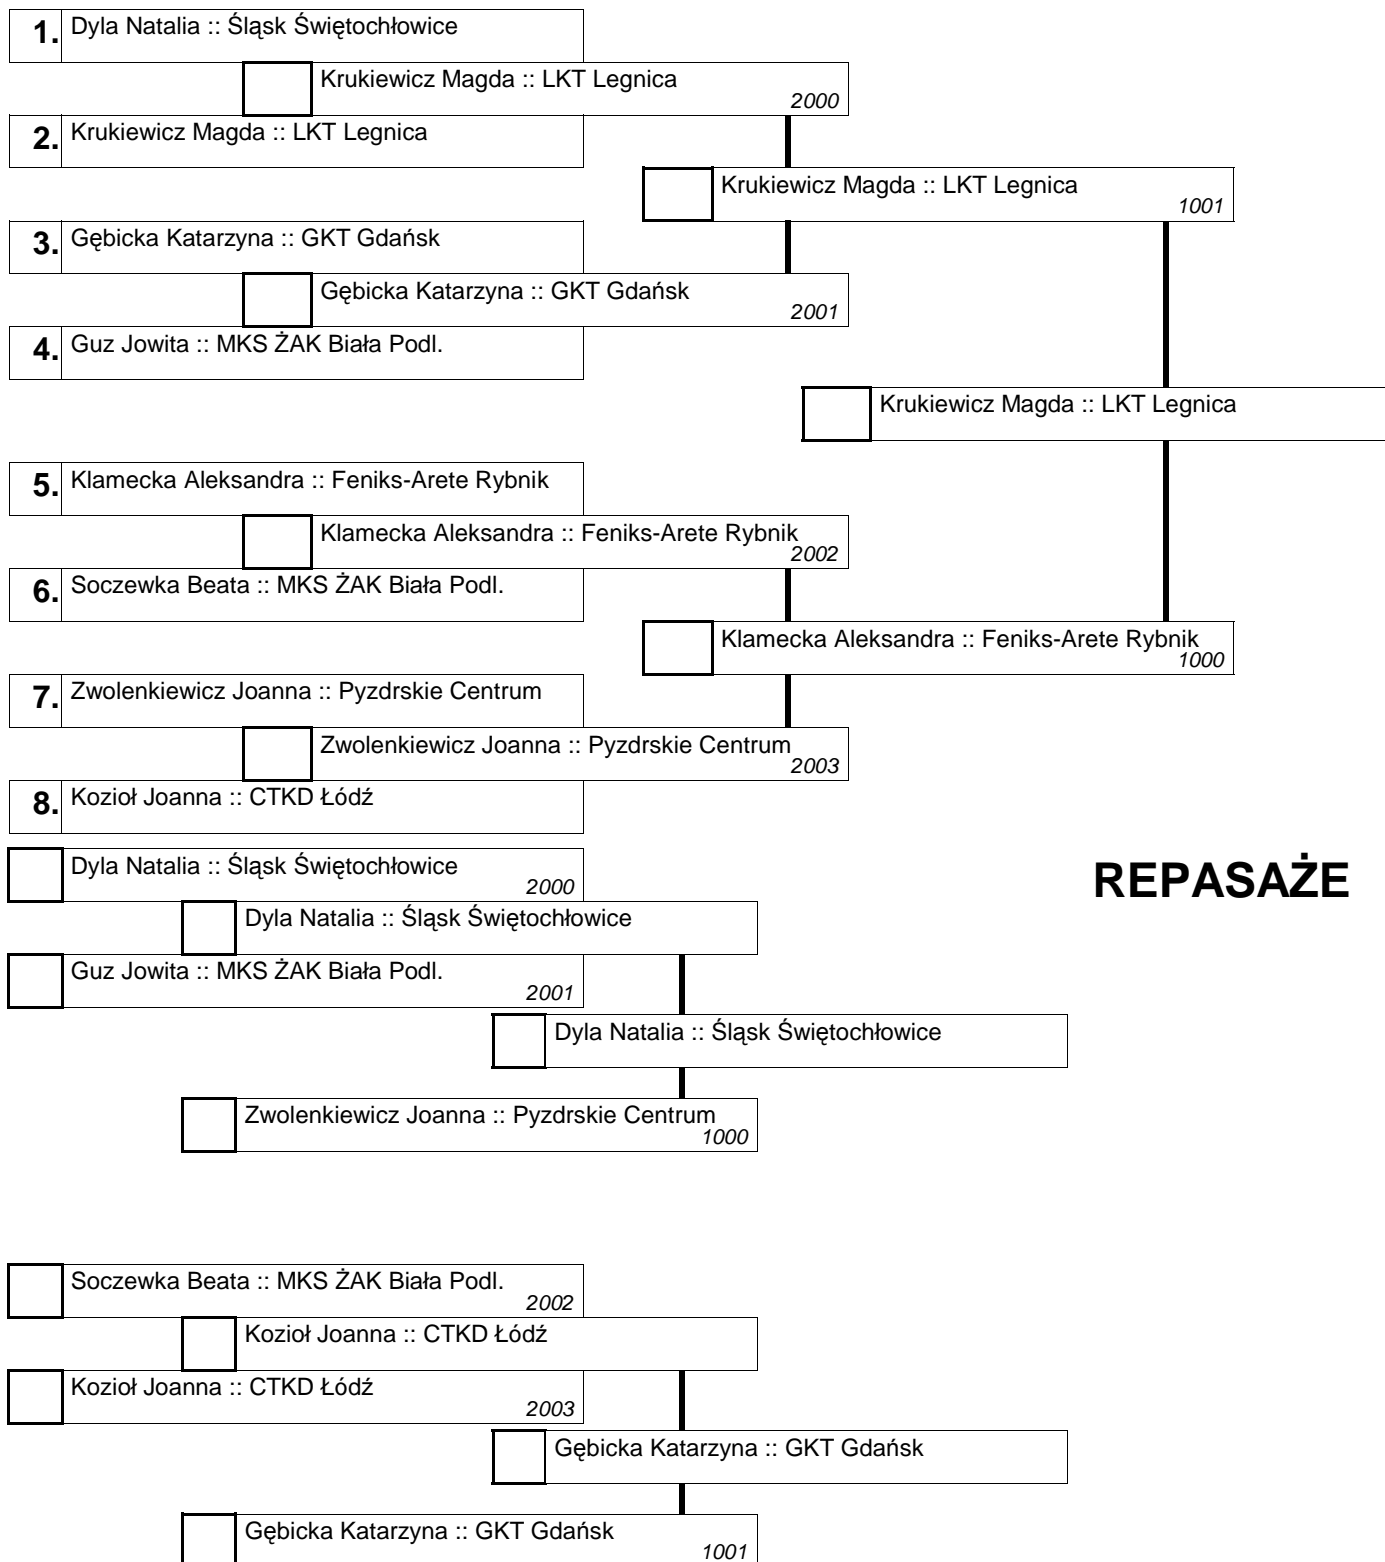 1. Dyla Natalia :: Śląsk Świętochłowice
Krukiewicz Magda :: LKT Legnica
2000
2. Krukiewicz Magda :: LKT Legnica
Krukiewicz Magda :: LKT Legnica
1001
3. Gębicka Katarzyna :: GKT Gdańsk
Gębicka Katarzyna :: GKT Gdańsk
2001
4. Guz Jowita :: MKS ŻAK Biała Podl.
Krukiewicz Magda :: LKT Legnica
5. Klamecka Aleksandra :: Feniks-Arete Rybnik
Klamecka Aleksandra :: Feniks-Arete Rybnik
2002
6. Soczewka Beata :: MKS ŻAK Biała Podl.
Klamecka Aleksandra :: Feniks-Arete Rybnik
1000
7. Zwolenkiewicz Joanna :: Pyzdrskie Centrum
Zwolenkiewicz Joanna :: Pyzdrskie Centrum
2003
8. Kozioł Joanna :: CTKD Łódź
Dyla Natalia :: Śląsk Świętochłowice
2000
REPASAŻE
Dyla Natalia :: Śląsk Świętochłowice
Guz Jowita :: MKS ŻAK Biała Podl.
2001
Dyla Natalia :: Śląsk Świętochłowice
Zwolenkiewicz Joanna :: Pyzdrskie Centrum
1000
Soczewka Beata :: MKS ŻAK Biała Podl.
2002
Kozioł Joanna :: CTKD Łódź
Kozioł Joanna :: CTKD Łódź
2003
Gębicka Katarzyna :: GKT Gdańsk
Gębicka Katarzyna :: GKT Gdańsk
1001